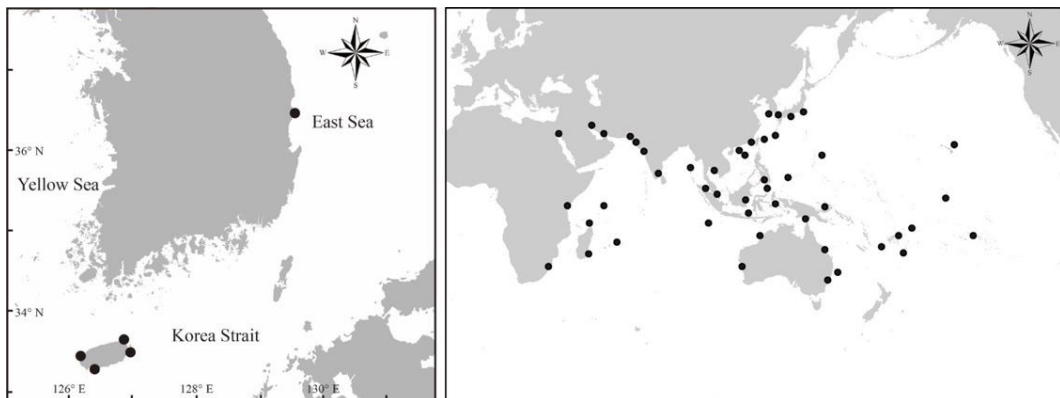 N
W
E
S
East Sea
36° N
Yellow Sea
34° N
Korea Strait
126° E
128° E
130° E
N
W
E
S